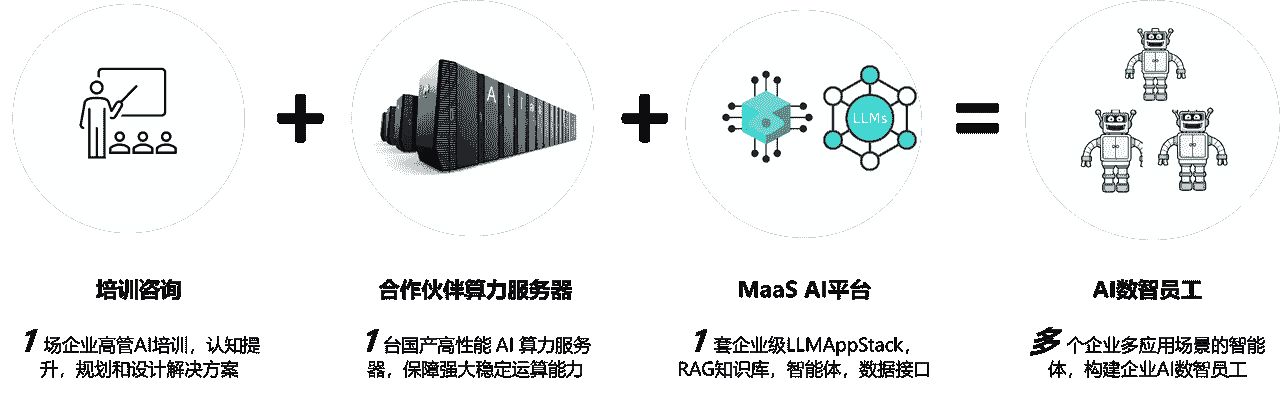 Atlas
LLMs
培训咨询
1 场企业高管AI培训，认知提
升，规划和设计解决方案
合作伙伴算力服务器
1 台国产高性能 AI 算力服务
器，保障强大稳定运算能力
MaaS AI平台
1 套企业级LLMAppStack，
RAG知识库，智能体，数据接口
AI数智员工
多 个企业多应用场景的智能
体，构建企业AI数智员工